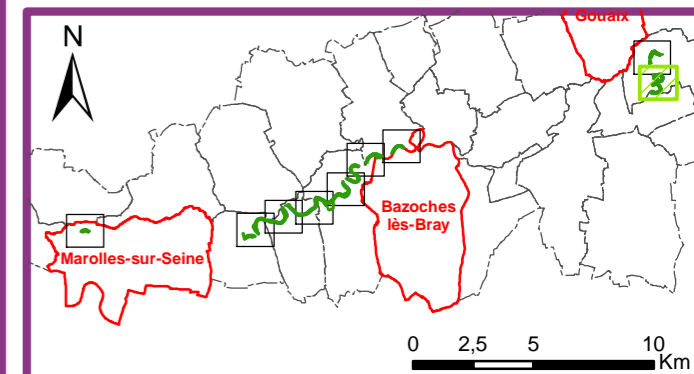 N
Gouaix
Bazoches
lès-Bray
Marolles-sur-Seine
0 2,5 5 10
Km